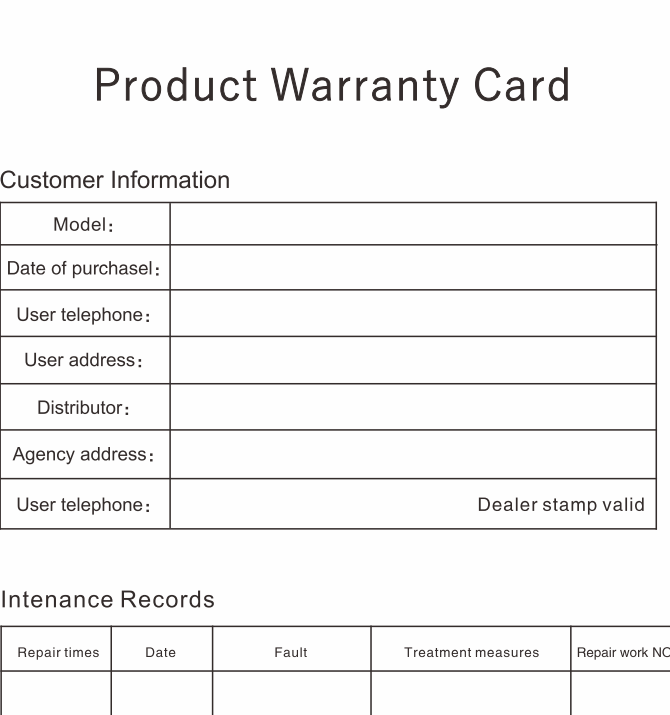 Product Warranty Card
Customer Information
Model：
Date of purchasel：
User telephone：
User address：
Distributor：
Agency address：
User telephone： Dealer stamp valid
Intenance Records
Repair times Date Fault Treatment measures Repair work NO